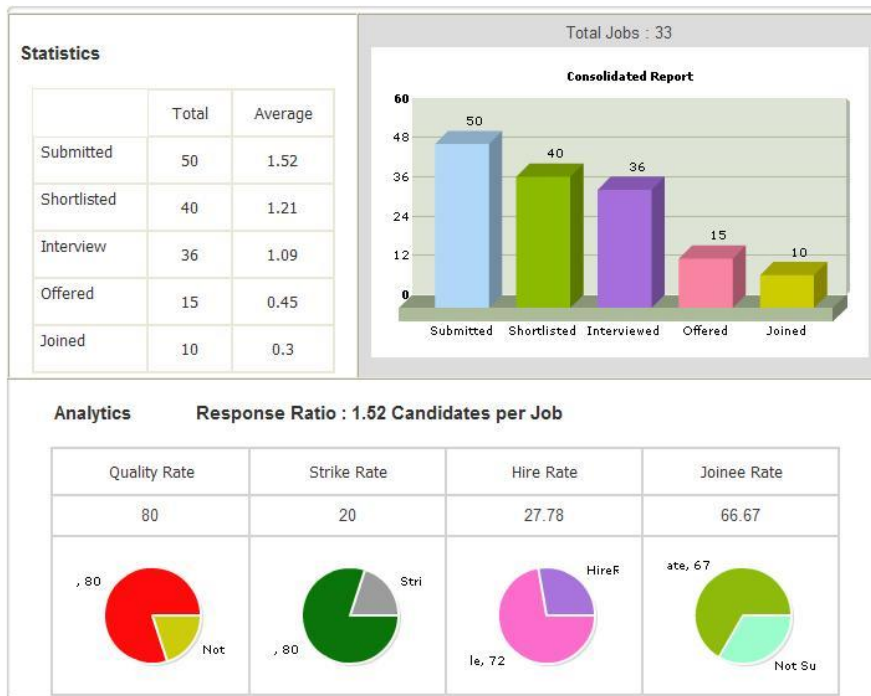 Statistics
Total Average
Submitted 50 1.52
Shortlisted 40 1.21
Interview 36 1.09
Offered 15 0.45
Joined 10 0.3
Total Jobs : 33
Consolidated Report
60
48
36
24
12
0
50
40
36
15
10
Submitted Shortlisted Interviewed Offered Joined
Analytics Response Ratio : 1.52 Candidates per Job
Quality Rate Strike Rate Hire Rate Joinee Rate
80 20 27.78 66.67
, 80
Not
Stri
, 80
HireR
le, 72
ate, 67
Not Su